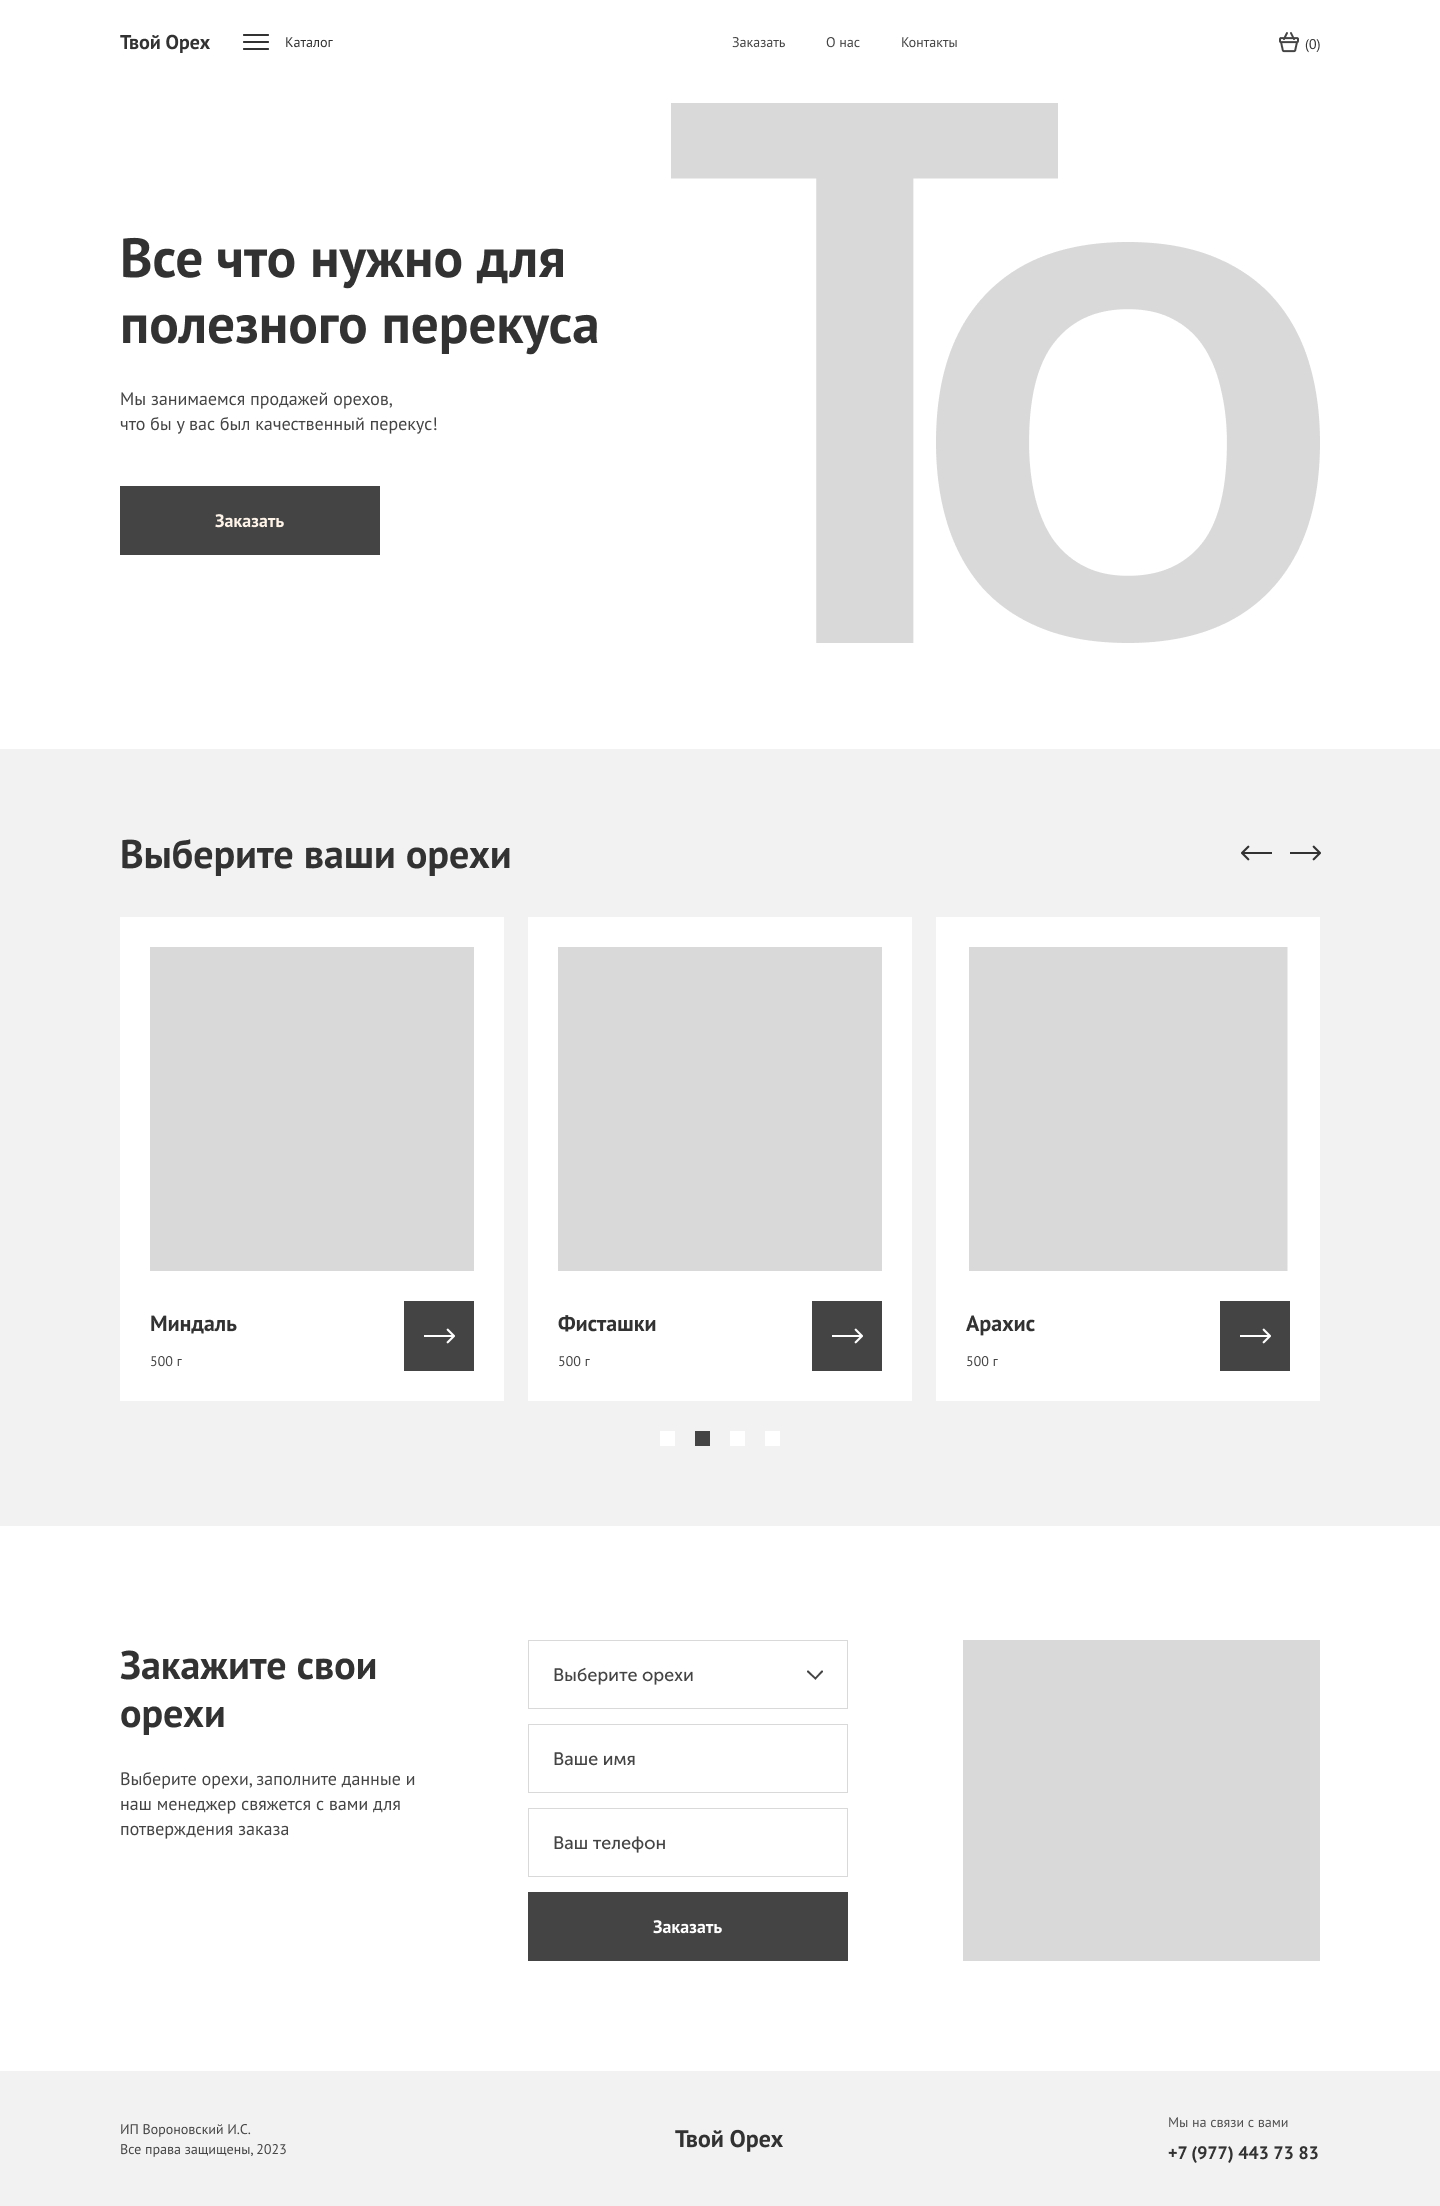 Твой Орех
Каталог
Заказать
О нас
Контакты
(0)
То
Все что нужно для
полезного перекуса
Мы занимаемся продажей орехов,
что бы у вас был качественный перекус!
Заказать
Выберите ваши орехи
Миндаль
500 г
Фисташки
500 г
Арахис
500 г
Закажите свои
орехи
Выберите орехи, заполните данные и
наш менеджер свяжется с вами для
потверждения заказа
Выберите орехи
Ваше имя
Ваш телефон
Заказать
ИП Вороновский И.С.
Все права защищены, 2023
Твой Орех
Мы на связи с вами
+7 (977) 443 73 83